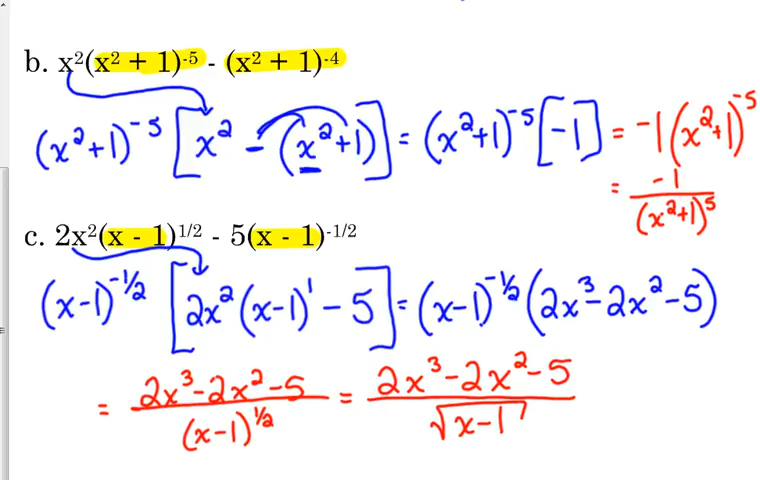 b. x²(x² + 1)⁻⁵ - (x² + 1)⁻⁴
(x²+1)⁻⁵ [x² - (x²+1)] = (x²+1)⁻⁵ [-1] = -1(x²+1)⁻⁵
= -1/(x²+1)⁵
c. 2x²(x - 1)^1/2 - 5(x - 1)^-1/2
(x-1)^-1/2 [2x²(x-1)¹ - 5] = (x-1)^-1/2 (2x³-2x²-5)
= 2x³-2x²-5/(x-1)^1/2 = 2x³-2x²-5/√(x-1)